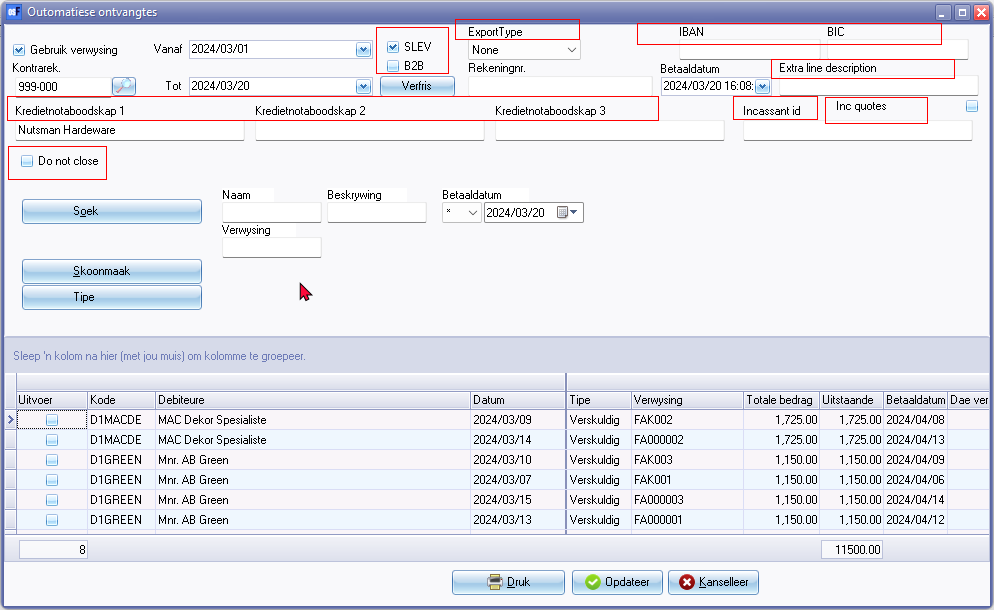 Outomatiese ontvangtes
Gebruik verwysing
Vanaf
2024/03/01
SLEV
B2B
ExportType
None
IBAN
BIC
Kontrarek.
999-000
Tot
2024/03/20
Verfris
Rekeningnr.
Betaaldatum
2024/03/20 16:08:
Extra line description
Kredietnotaboodskap 1
Kredietnotaboodskap 2
Kredietnotaboodskap 3
Incassant id
Inc quotes
Nutsman Hardeware
Do not close
Soek
Naam
Beskrywing
Betaaldatum
* 2024/03/20
Verwysing
Skoonmaak
Tipe
Sleep 'n kolom na hier (met jou muis) om kolomme te groepeer.
Uitvoer Kode Debiteure Datum Tipe Verwysing Totale bedrag Uitstaande Betaaldatum Dae ver
D1MACDE MAC Dekor Spesialiste 2024/03/09 Verskuldig FAK002 1,725.00 1,725.00 2024/04/08
D1MACDE MAC Dekor Spesialiste 2024/03/14 Verskuldig FA000002 1,725.00 1,725.00 2024/04/13
D1GREEN Mnr. AB Green 2024/03/10 Verskuldig FAK003 1,150.00 1,150.00 2024/04/09
D1GREEN Mnr. AB Green 2024/03/07 Verskuldig FAK001 1,150.00 1,150.00 2024/04/06
D1GREEN Mnr. AB Green 2024/03/15 Verskuldig FA000003 1,150.00 1,150.00 2024/04/14
D1GREEN Mnr. AB Green 2024/03/13 Verskuldig FA000001 1,150.00 1,150.00 2024/04/12
8 11500.00
Druk
Opdateer
Kanselleer